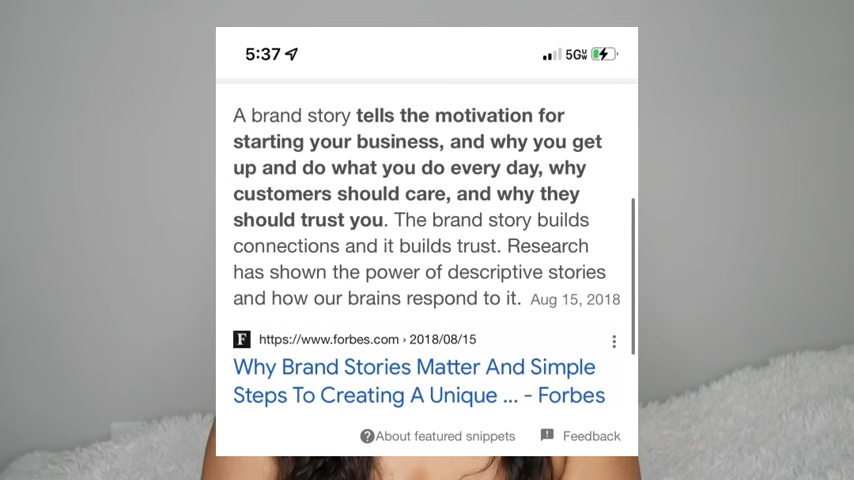 5:37
5GUW
A brand story tells the motivation for
starting your business, and why you get
up and do what you do every day, why
customers should care, and why they
should trust you. The brand story builds
connections and it builds trust. Research
has shown the power of descriptive stories
and how our brains respond to it. Aug 15, 2018
F https://www.forbes.com › 2018/08/15
Why Brand Stories Matter And Simple
Steps To Creating A Unique ... - Forbes
About featured snippets Feedback